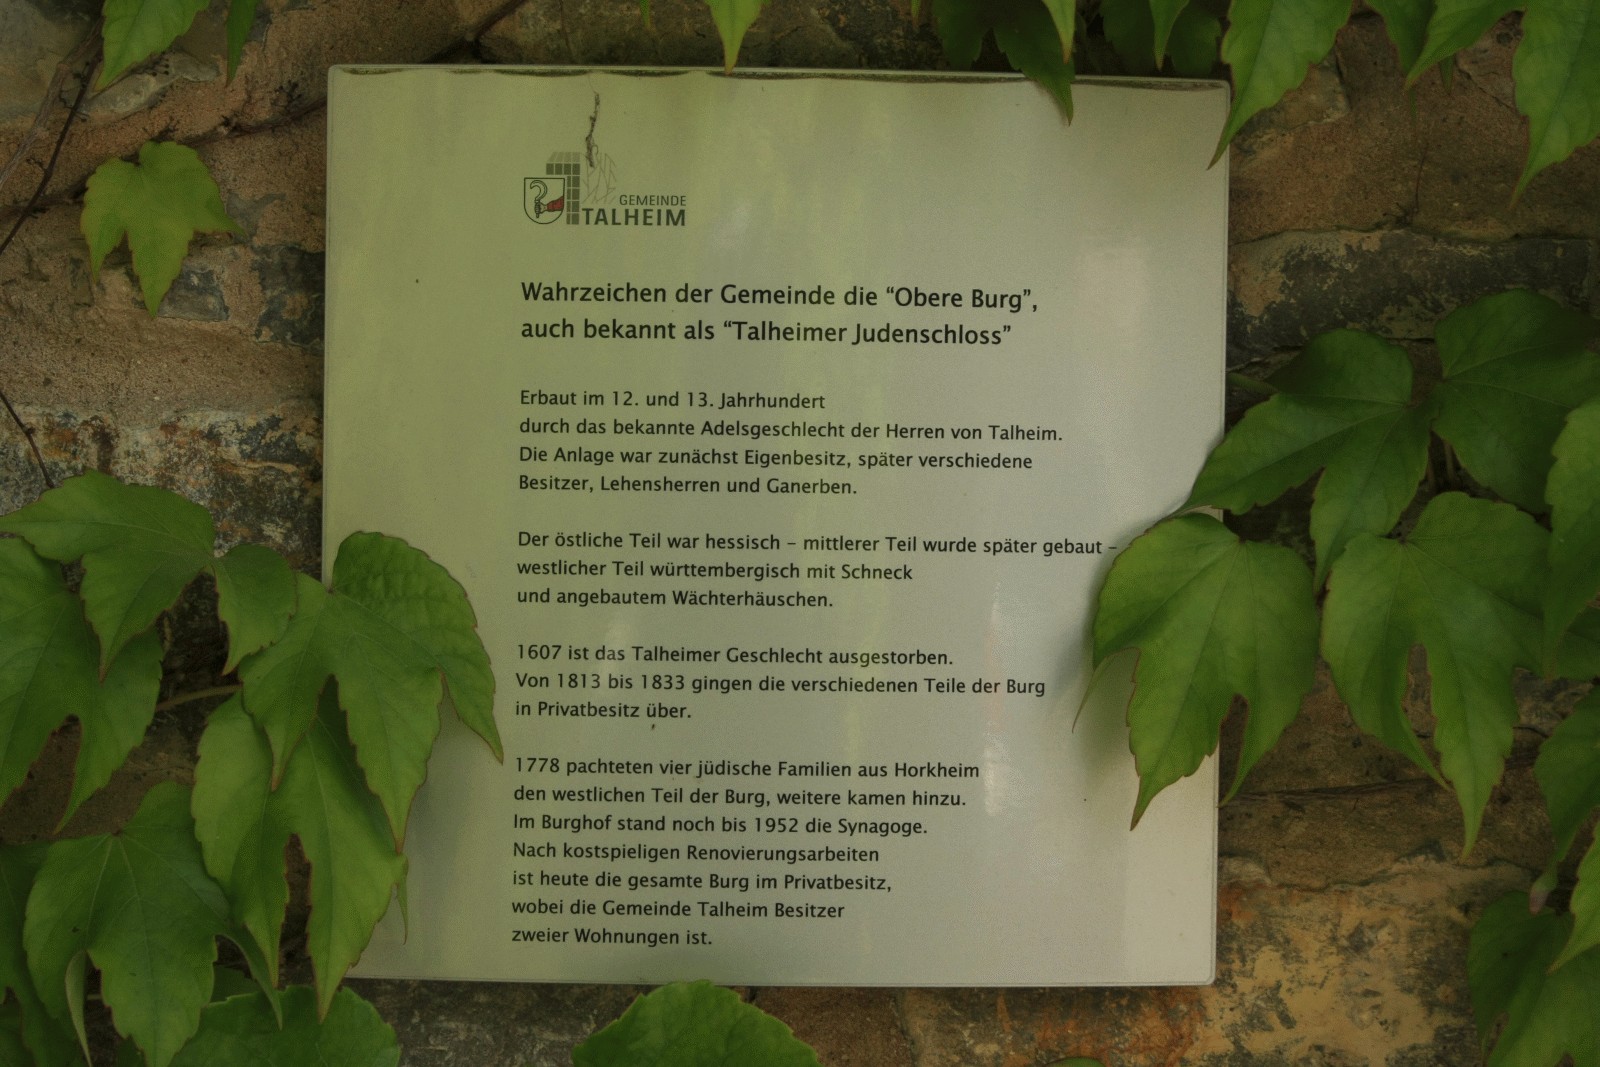 GEMEINDE
TALHEIM
Wahrzeichen der Gemeinde die “Obere Burg”,
auch bekannt als “Talheimer Judenschloss”
Erbaut im 12. und 13. Jahrhundert
durch das bekannte Adelsgeschlecht der Herren von Talheim.
Die Anlage war zunächst Eigenbesitz, später verschiedene
Besitzer, Lehensherren und Ganerben.
Der östliche Teil war hessisch – mittlerer Teil wurde später gebaut –
westlicher Teil württembergisch mit Schneck
und angebautem Wächterhäuschen.
1607 ist das Talheimer Geschlecht ausgestorben.
Von 1813 bis 1833 gingen die verschiedenen Teile der Burg
in Privatbesitz über.
1778 pachteten vier jüdische Familien aus Horkheim
den westlichen Teil der Burg, weitere kamen hinzu.
Im Burghof stand noch bis 1952 die Synagoge.
Nach kostspieligen Renovierungsarbeiten
ist heute die gesamte Burg im Privatbesitz,
wobei die Gemeinde Talheim Besitzer
zweier Wohnungen ist.